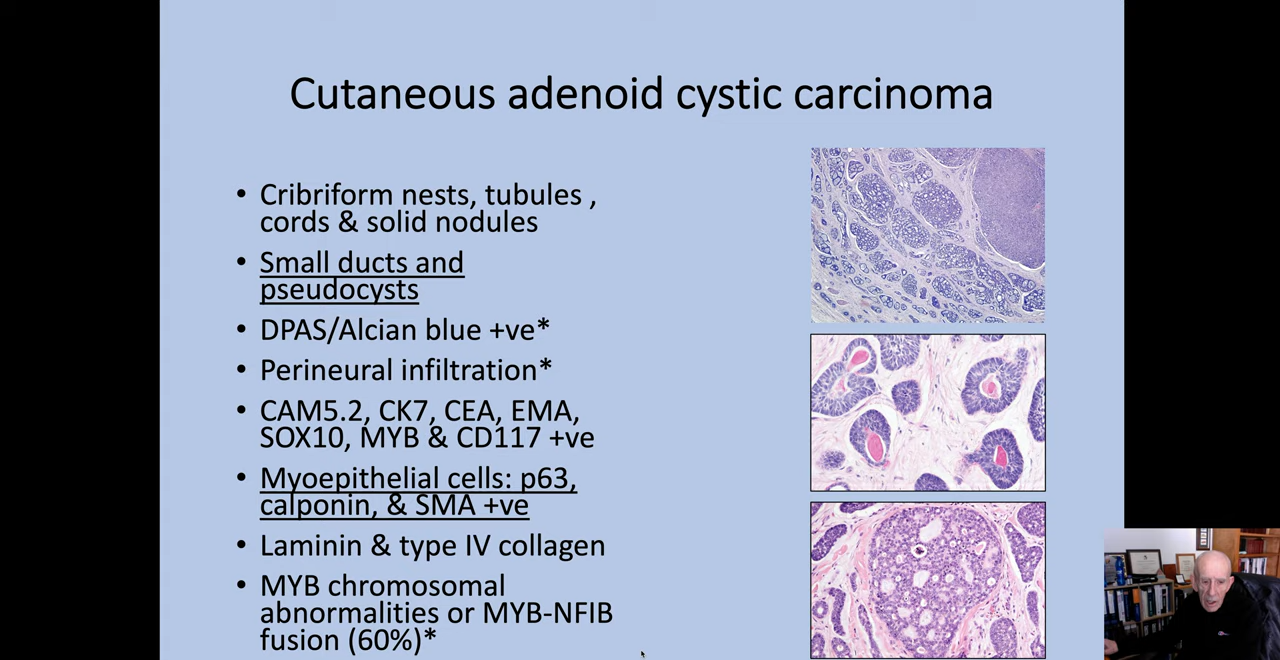 Cutaneous adenoid cystic carcinoma
• Cribriform nests, tubules ,
cords & solid nodules
• Small ducts and
pseudocysts
• DPAS/Alcian blue +ve*
• Perineural infiltration*
• CAM5.2, CK7, CEA, EMA,
SOX10, MYB & CD117 +ve
• Myoepithelial cells: p63,
calponin, & SMA +ve
• Laminin & type IV collagen
• MYB chromosomal
abnormalities or MYB-NFIB
fusion (60%)*